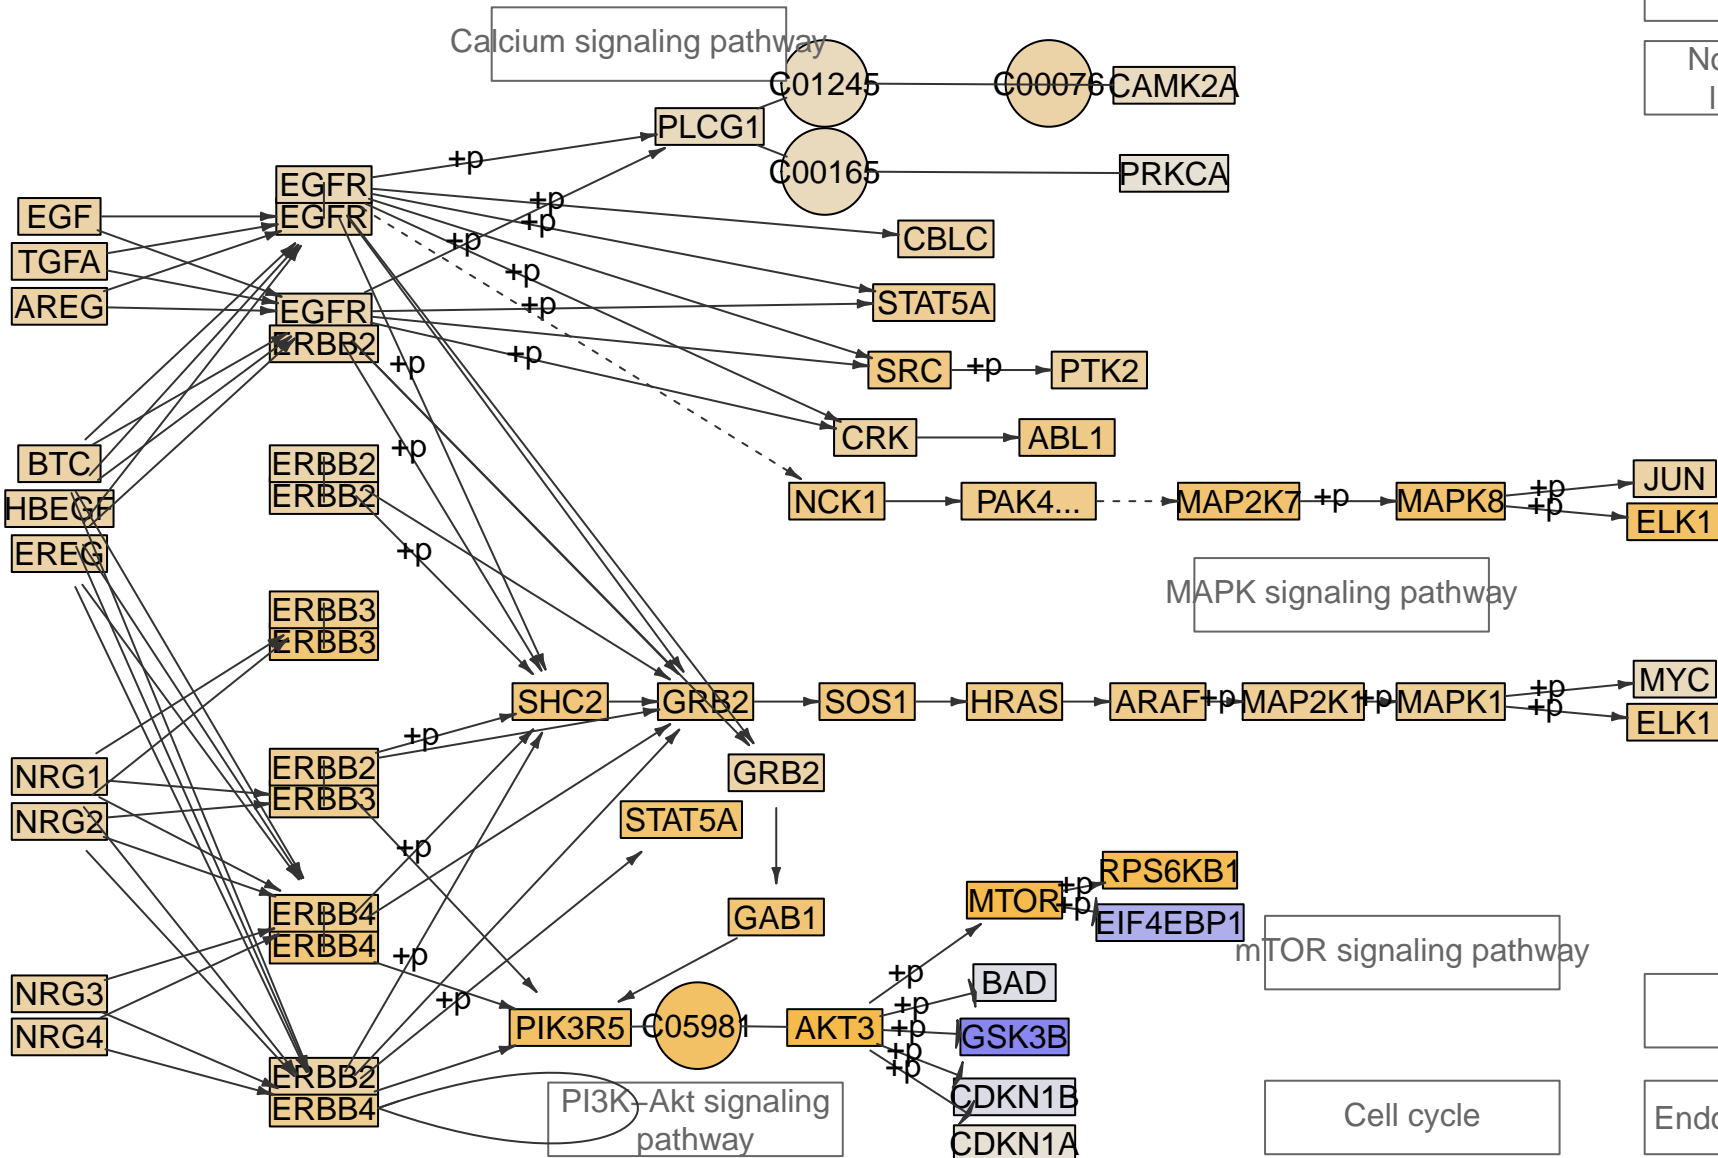 Calcium signaling pathway
C01245
C00076
CAMK2A
No
PLCG1
C00165
PRKCA
+p
EGFR
EGFR
EGF
+p
+p
CBLC
TGFA
+p
+p
AREG
EGFR
+p
STAT5A
ERBB2
+p
+p
SRC
+p
PTK2
CRK
ABL1
BTC
ERBB2
+p
ERBB2
HBEGF
NCK1
PAK4...
MAP2K7
+p
MAPK8
+p
+p
JUN
ELK1
EREG
+p
MAPK signaling pathway
ERBB3
ERBB3
SHC2
GRB2
SOS1
HRAS
ARAF
+p
MAP2K1
+p
MAPK1
+p
+p
MYC
ELK1
+p
NRG1
ERBB2
ERBB3
GRB2
NRG2
STAT5A
+p
MTOR
+p
+p
RPS6KB1
EIF4EBP1
ERBB4
ERBB4
GAB1
mTOR signaling pathway
+p
+p
BAD
NRG3
+p
+p
NRG4
PIK3R5
C05981
AKT3
+p
GSK3B
+p
+p
ERBB2
ERBB4
PI3K–Akt signaling
pathway
CDKN1B
CDKN1A
Cell cycle
Endo